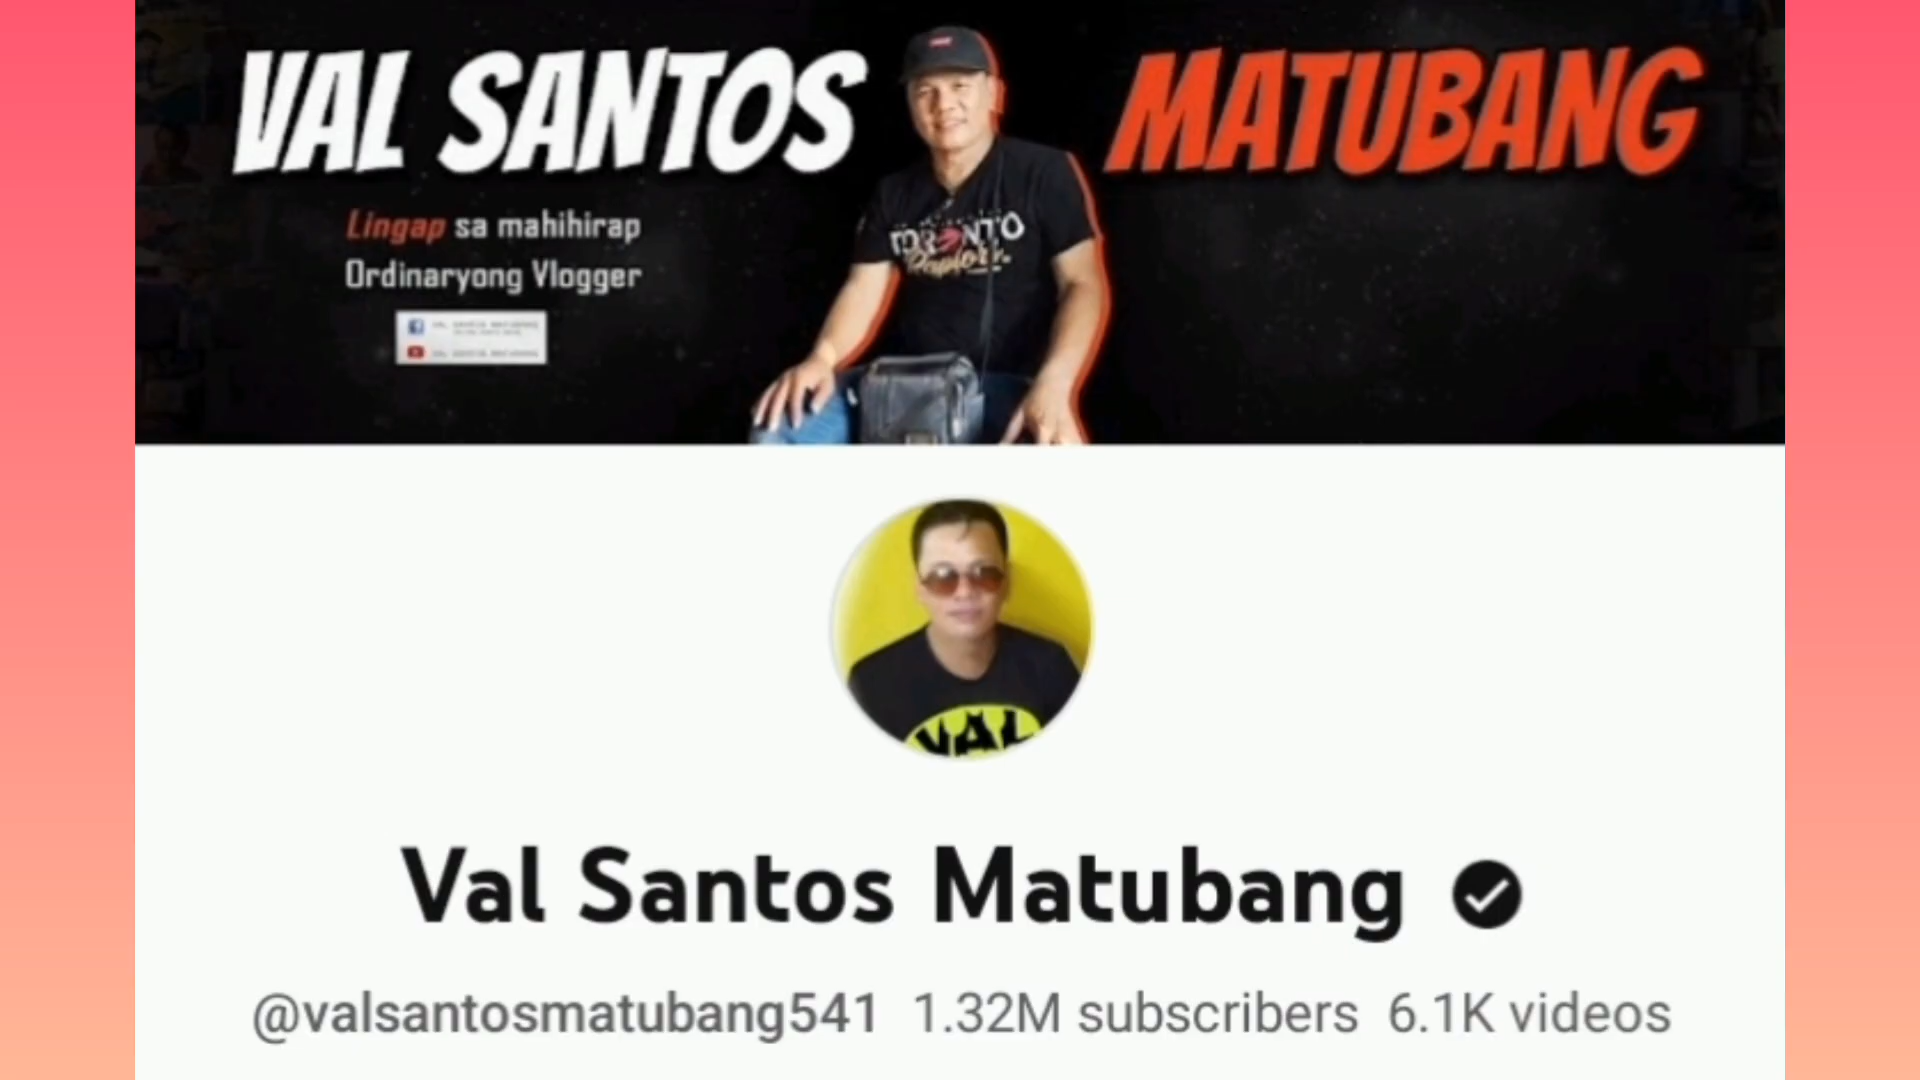 VAL SANTOS MATUBANG
Lingap sa mahihirap
Ordinaryong Vlogger
TORONTO
VAL
Val Santos Matubang
@valsantosmatubang541 1.32M subscribers 6.1K videos